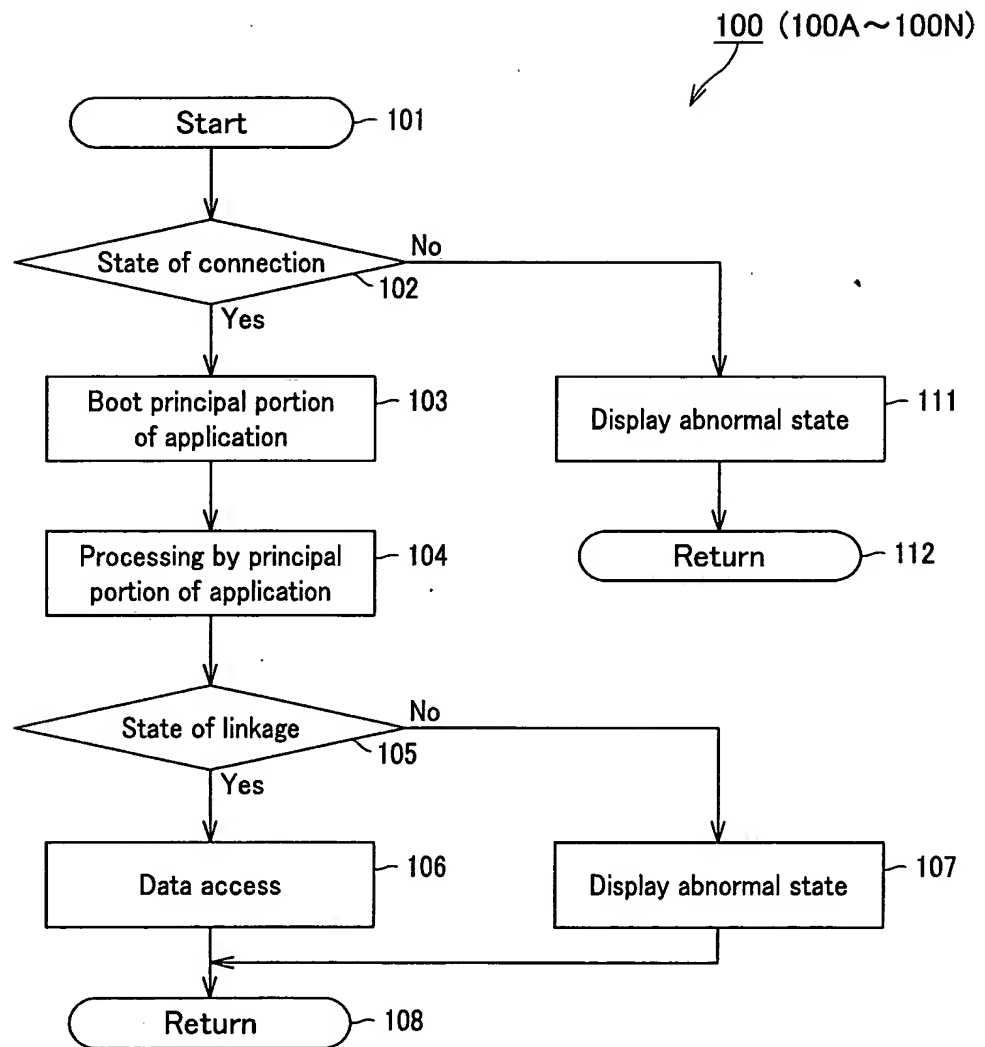 100 (100A～100N)
Start
101
State of connection
102
No
Yes
Boot principal portion
of application
103
Display abnormal state
111
Processing by principal
portion of application
104
Return
112
State of linkage
105
No
Yes
Data access
106
Display abnormal state
107
Return
108